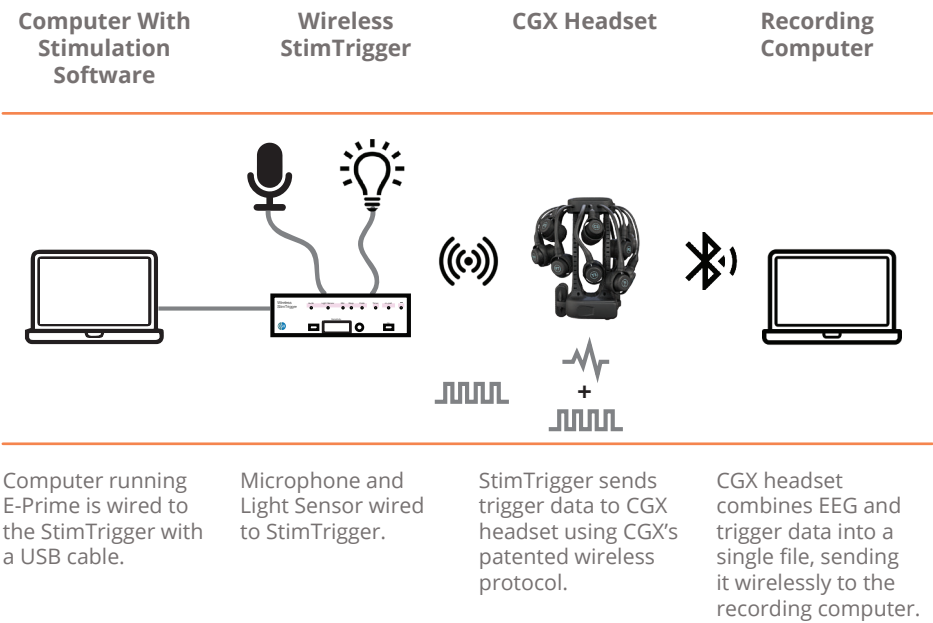 Computer With
Stimulation
Software
Wireless
StimTrigger
CGX Headset
Recording
Computer
Wireless
StimTrigger
+
Computer running
E-Prime is wired to
the StimTrigger with
a USB cable.
Microphone and
Light Sensor wired
to StimTrigger.
StimTrigger sends
trigger data to CGX
headset using CGX's
patented wireless
protocol.
CGX headset
combines EEG and
trigger data into a
single file, sending
it wirelessly to the
recording computer.